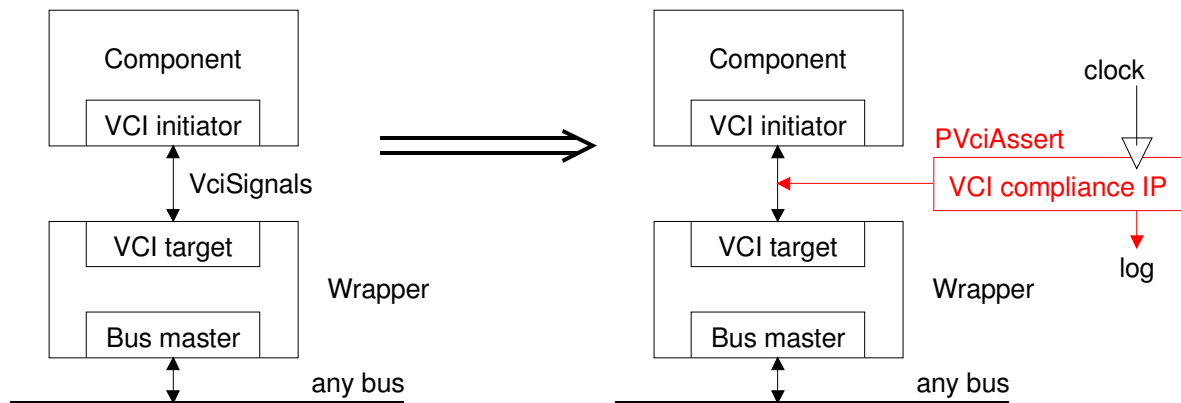 Component
VCI initiator
VciSignals
VCI target
Wrapper
Bus master
any bus
Component
VCI initiator
clock
PVciAssert
VCI compliance IP
log
VCI target
Wrapper
Bus master
any bus